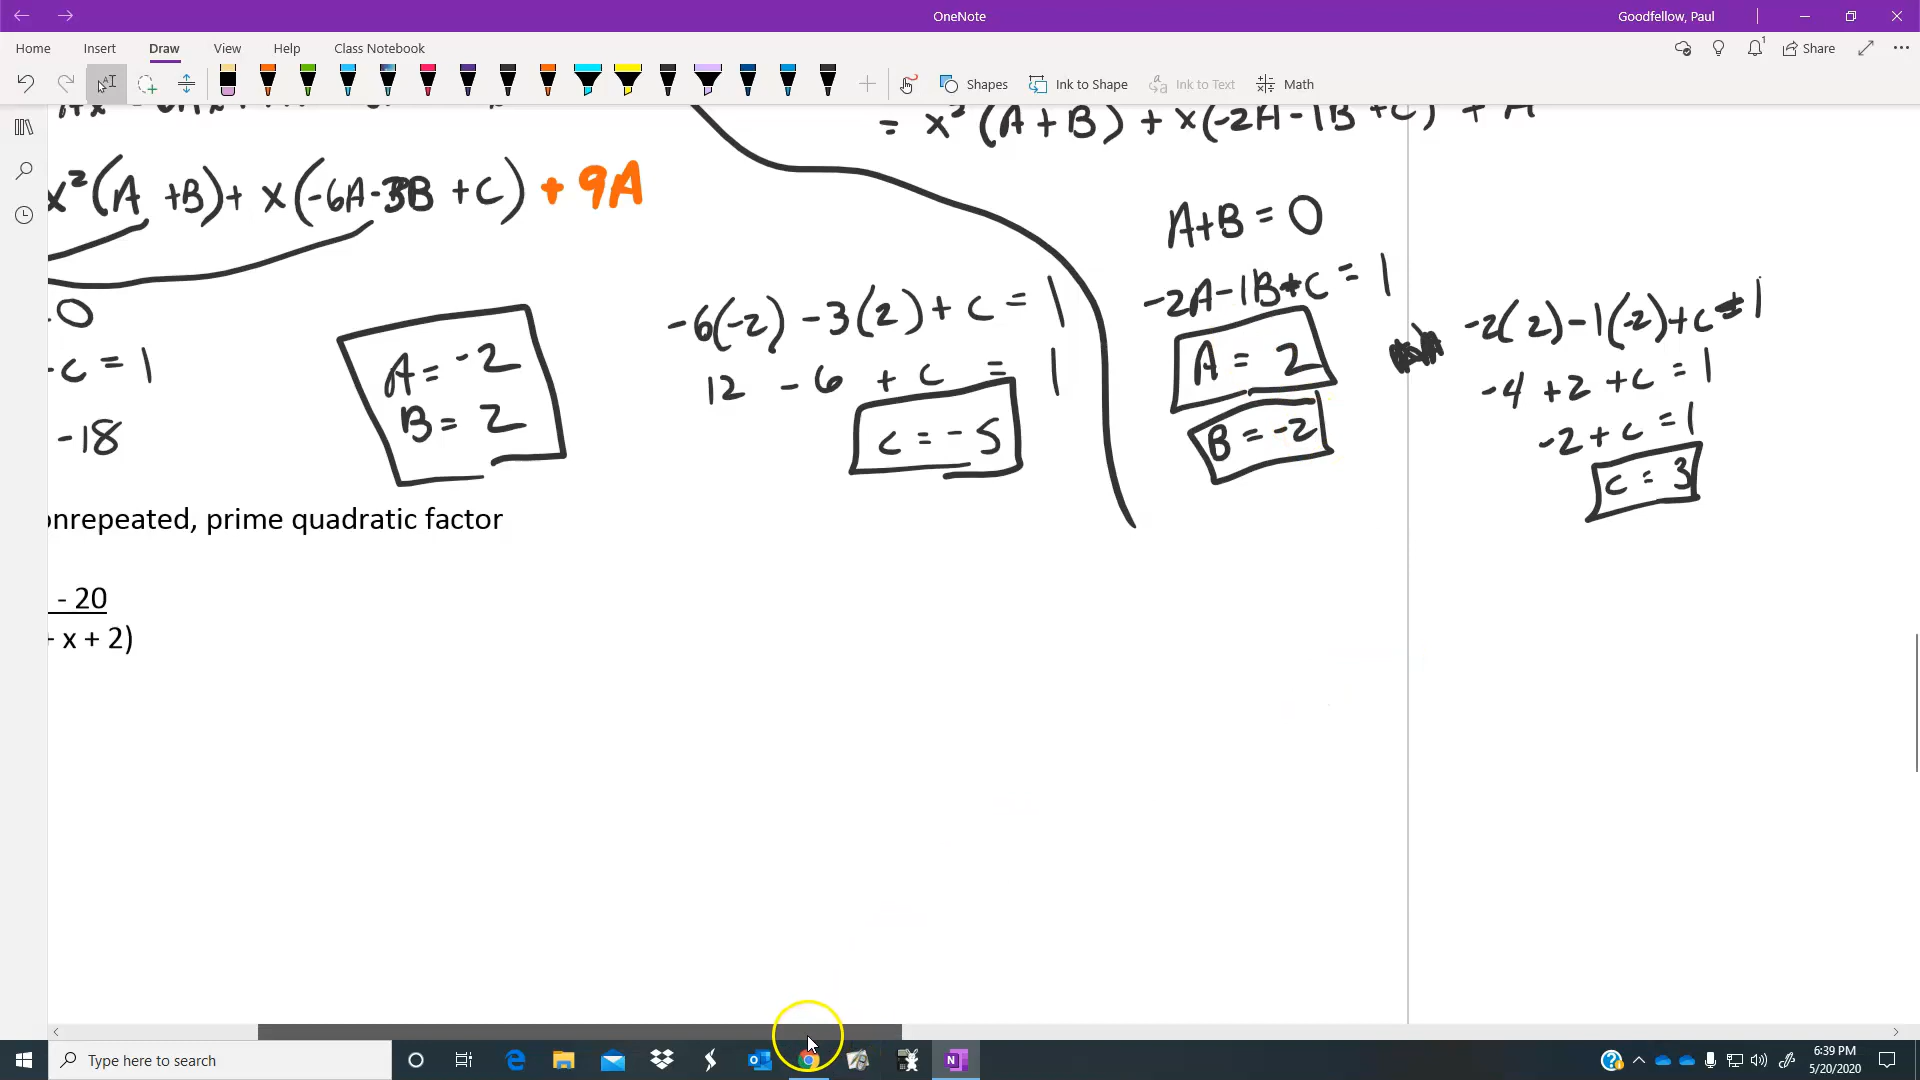 OneNote
Goodfellow, Paul
Home Insert Draw View Help Class Notebook
Share
Shapes Ink to Shape Ink to Text Math
= x² (A+B) + x(-2A-1B+C) + A
x²(A +B)+ x(-6A-3B +C) + 9A
A+B = 0
-2A-1B+C = 1
0
-6(-2) -3(2)+ C = 1
-2(2)-1(-2)+C=1
-C = 1
A= -2
12 - 6 + C = 1
A = 2
-4 +2 +C = 1
B= 2
C = -5
B = -2
-2+C =1
-18
C = 3
onrepeated, prime quadratic factor
- 20
+ x + 2)
Type here to search
6:39 PM
5/20/2020